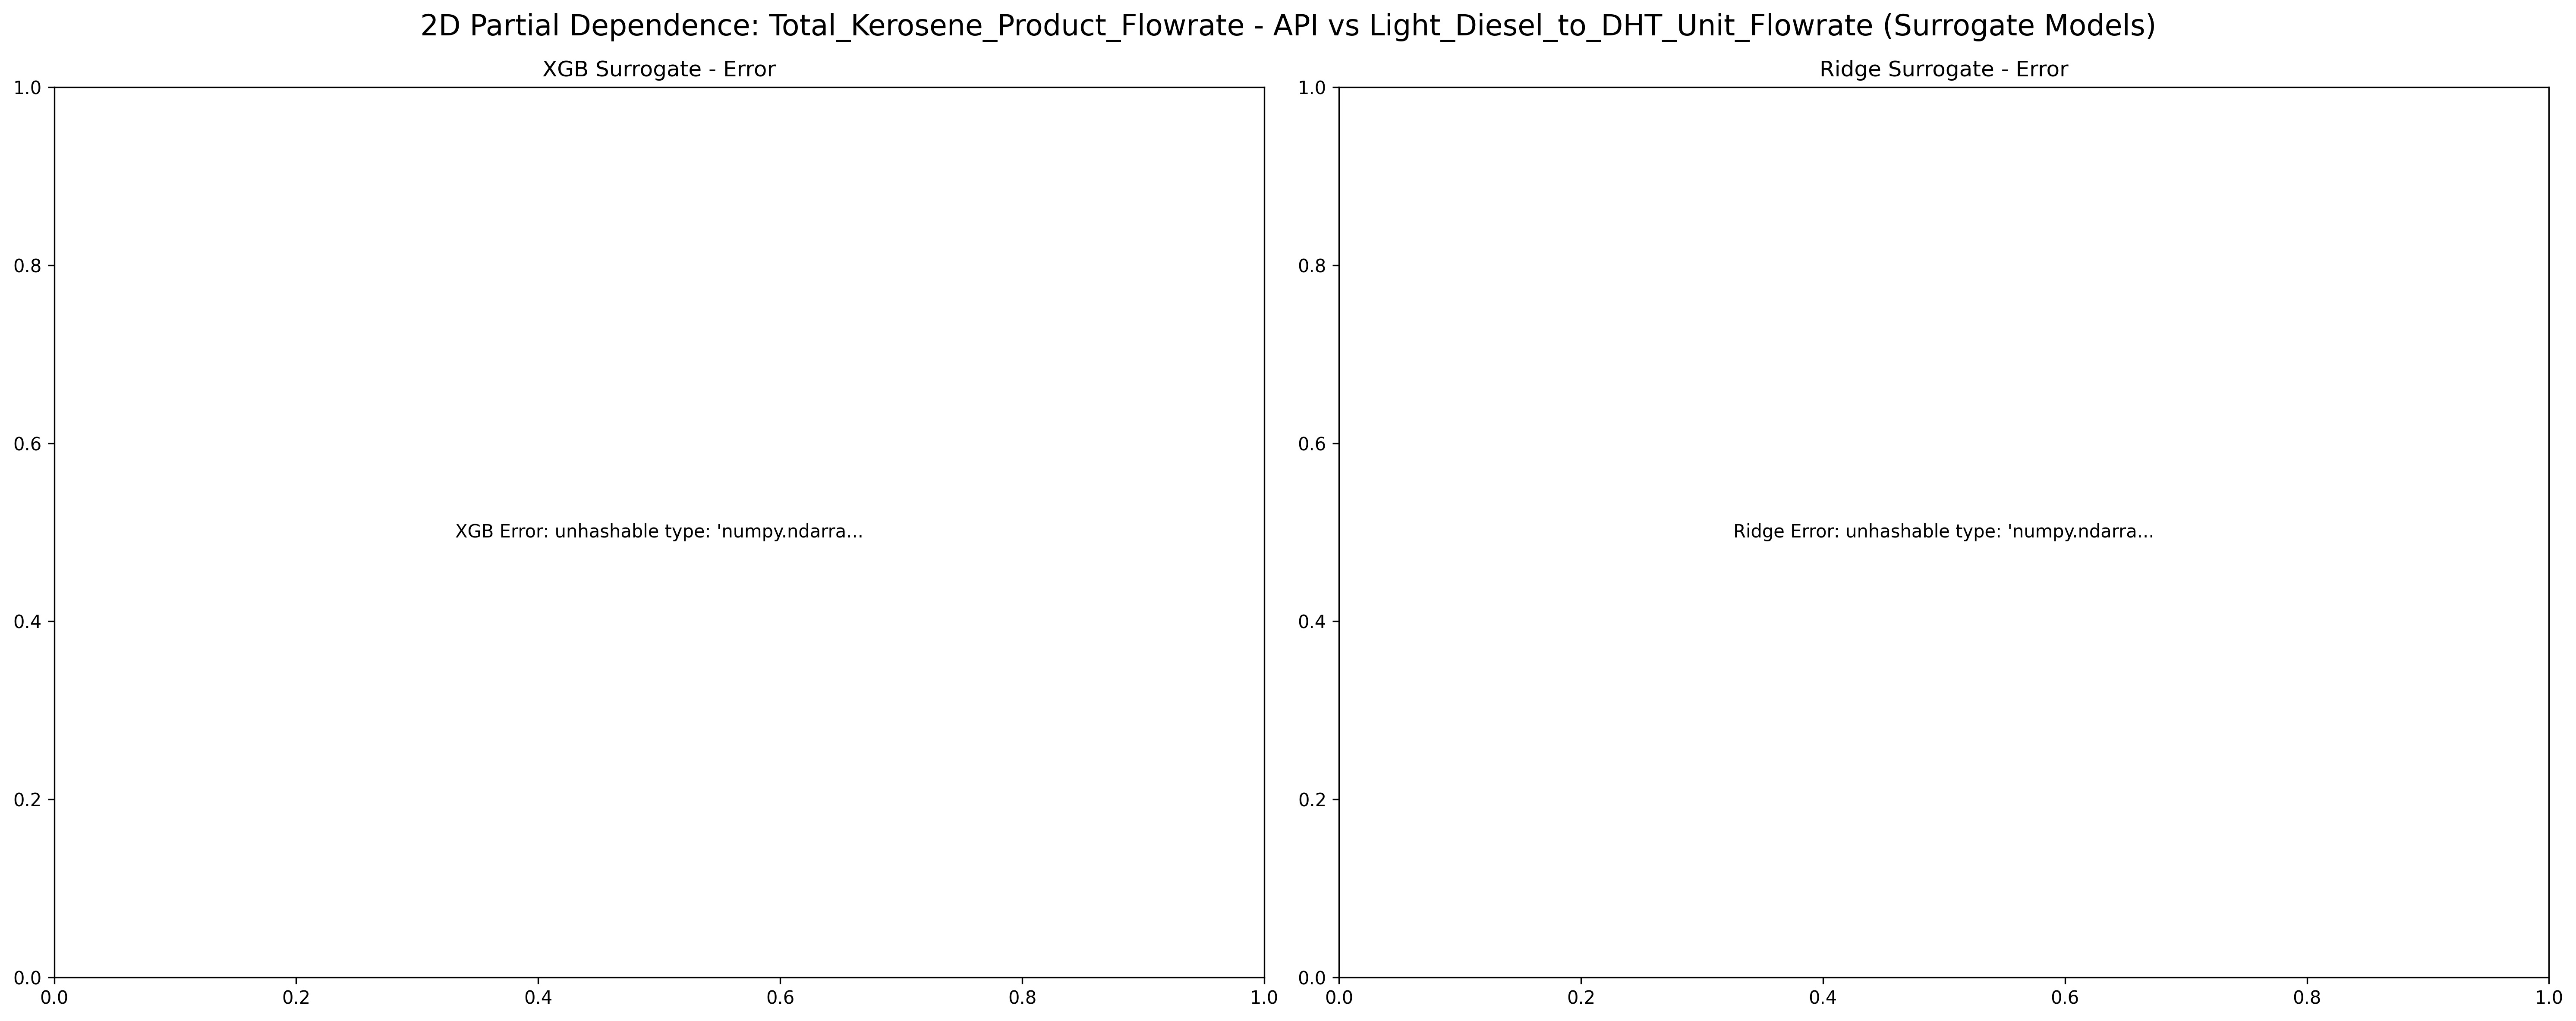 2D Partial Dependence: Total_Kerosene_Product_Flowrate - API vs Light_Diesel_to_DHT_Unit_Flowrate (Surrogate Models)
XGB Surrogate - Error
1.0
0.8
0.6
0.4
0.2
0.0
XGB Error: unhashable type: 'numpy.ndarra...
0.0 0.2 0.4 0.6 0.8 1.0
Ridge Surrogate - Error
1.0
0.8
0.6
0.4
0.2
0.0
Ridge Error: unhashable type: 'numpy.ndarra...
0.0 0.2 0.4 0.6 0.8 1.0